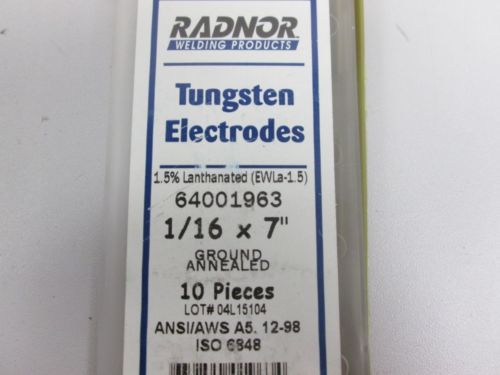 RADNOR
WELDING PRODUCTS
Tungsten
Electrodes
1.5% Lanthanated (EWLa-1.5)
64001963
1/16 x 7"
GROUND
ANNEALED
10 Pieces
LOT# 04L15104
ANSI/AWS A5. 12-98
ISO 6848